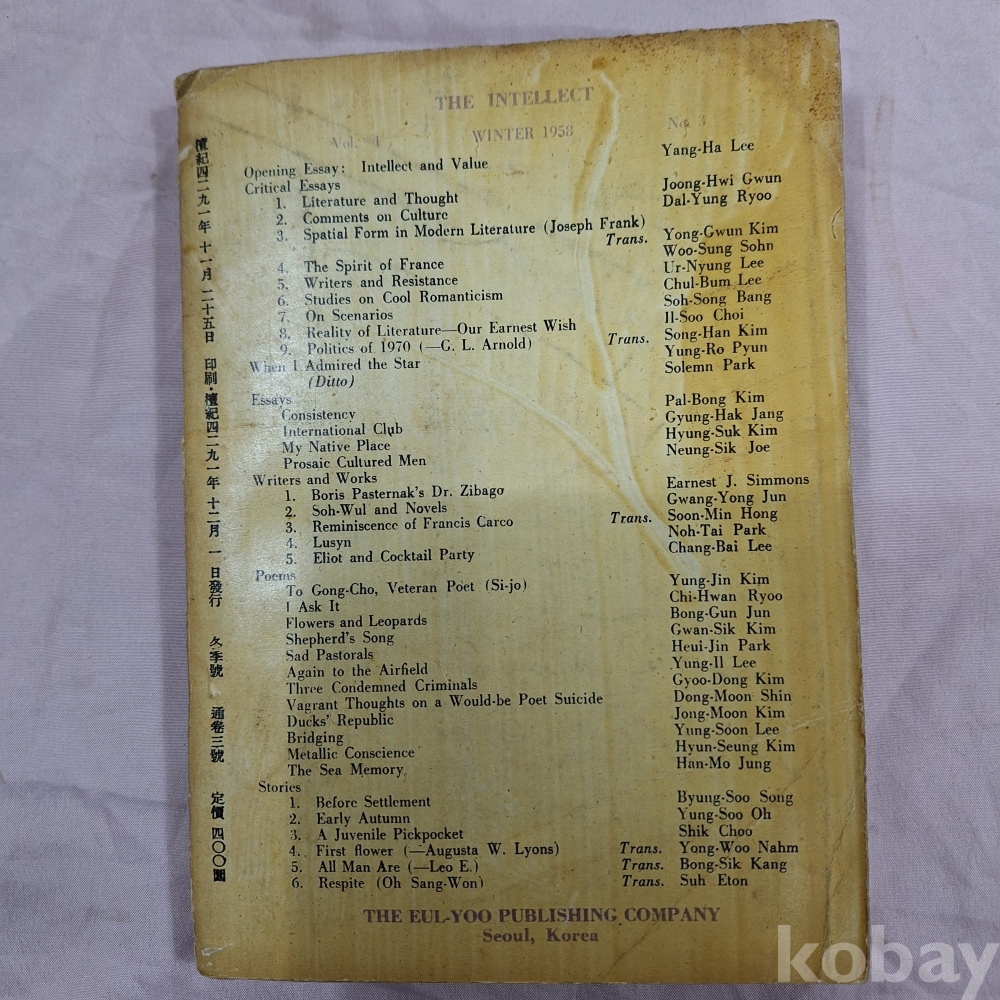 THE INTELLECT
Vol. 1 WINTER 1958 No. 3
Opening Essay: Intellect and Value Yang-Ha Lee
Critical Essays
1. Literature and Thought Joong-Hwi Gwun
2. Comments on Culture Dal-Yung Ryoo
3. Spatial Form in Modern Literature (Joseph Frank)
Trans. Yong-Gwun Kim
4. The Spirit of France Woo-Sung Sohn
5. Writers and Resistance Ur-Nyung Lee
6. Studies on Cool Romanticism Chul-Bum Lee
7. On Scenarios Soh-Song Bang
8. Reality of Literature—Our Earnest Wish Il-Soo Choi
9. Politics of 1970 (—G. L. Arnold) Trans. Song-Han Kim
When I Admired the Star Yung-Ro Pyun
(Ditto) Solemn Park
Essays
Consistency Pal-Bong Kim
International Club Gyung-Hak Jang
My Native Place Hyung-Suk Kim
Prosaic Cultured Men Neung-Sik Joe
Writers and Works
1. Boris Pasternak's Dr. Zibago Earnest J. Simmons
2. Soh-Wul and Novels Gwang-Yong Jun
3. Reminiscence of Francis Carco Trans. Soon-Min Hong
4. Lusyn Noh-Tai Park
5. Eliot and Cocktail Party Chang-Bai Lee
Poems
To Gong-Cho, Veteran Poet (Si-jo) Yung-Jin Kim
I Ask It Chi-Hwan Ryoo
Flowers and Leopards Bong-Gun Jun
Shepherd's Song Gwan-Sik Kim
Sad Pastorals Heui-Jin Park
Again to the Airfield Yung-Il Lee
Three Condemned Criminals Gyoo-Dong Kim
Vagrant Thoughts on a Would-be Poet Suicide Dong-Moon Shin
Ducks' Republic Jong-Moon Kim
Bridging Yung-Soon Lee
Metallic Conscience Hyun-Seung Kim
The Sea Memory Han-Mo Jung
Stories
1. Before Settlement Byung-Soo Song
2. Early Autumn Yung-Soo Oh
3. A Juvenile Pickpocket Shik Choo
4. First flower (—Augusta W. Lyons) Trans. Yong-Woo Nahm
5. All Man Are (—Leo E.) Trans. Bong-Sik Kang
6. Respite (Oh Sang-Won) Trans. Suh Eton
THE EUL-YOO PUBLISHING COMPANY
Seoul, Korea
檀紀四二九一年 十一月 二十五日 印刷·檀紀四二九一年 十二月 一日發行 冬季號 通卷三號 定價 四〇〇圜
kobay